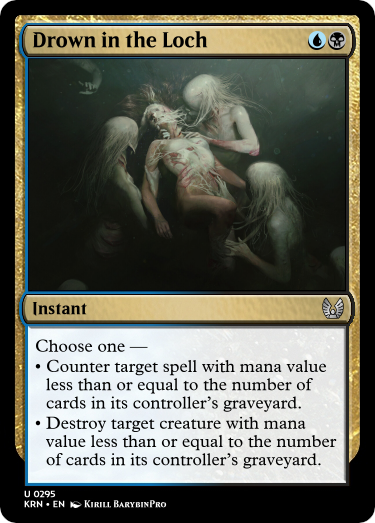 Drown in the Loch
Instant
Choose one —
• Counter target spell with mana value
less than or equal to the number of
cards in its controller's graveyard.
• Destroy target creature with mana
value less than or equal to the number
of cards in its controller's graveyard.
U 0295
KRN • EN Kirill BarybinPro